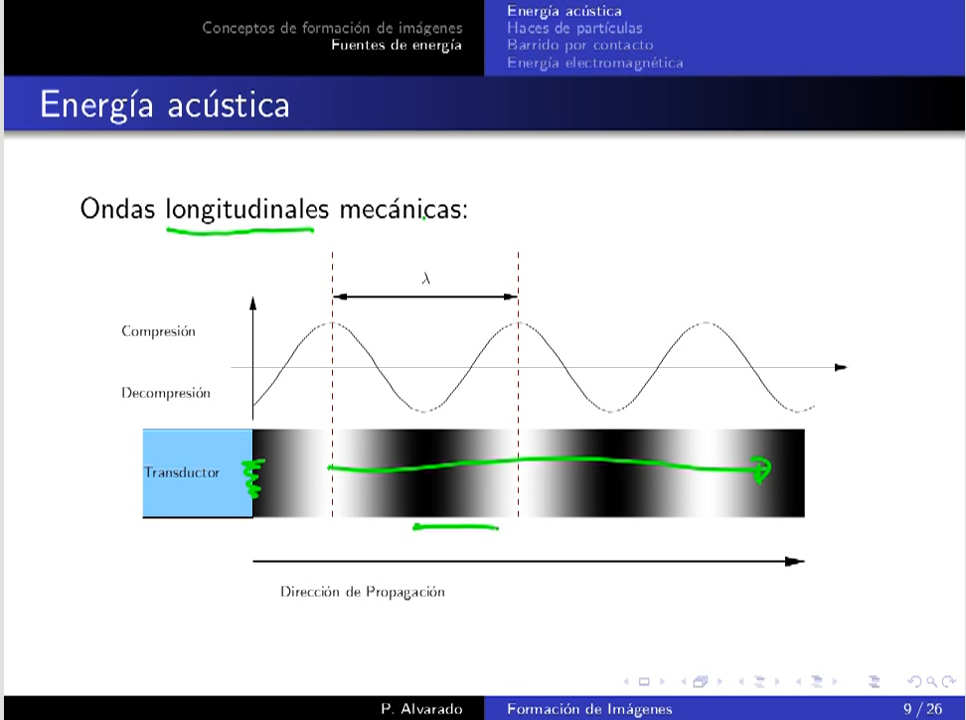 Conceptos de formación de imágenes
Fuentes de energía
Energía acústica
Haces de partículas
Barrido por contacto
Energía electromagnética
Energía acústica
Ondas longitudinales mecánicas:
λ
Compresión
Decompresión
Transductor
Dirección de Propagación
P. Alvarado
Formación de Imágenes
9 / 26